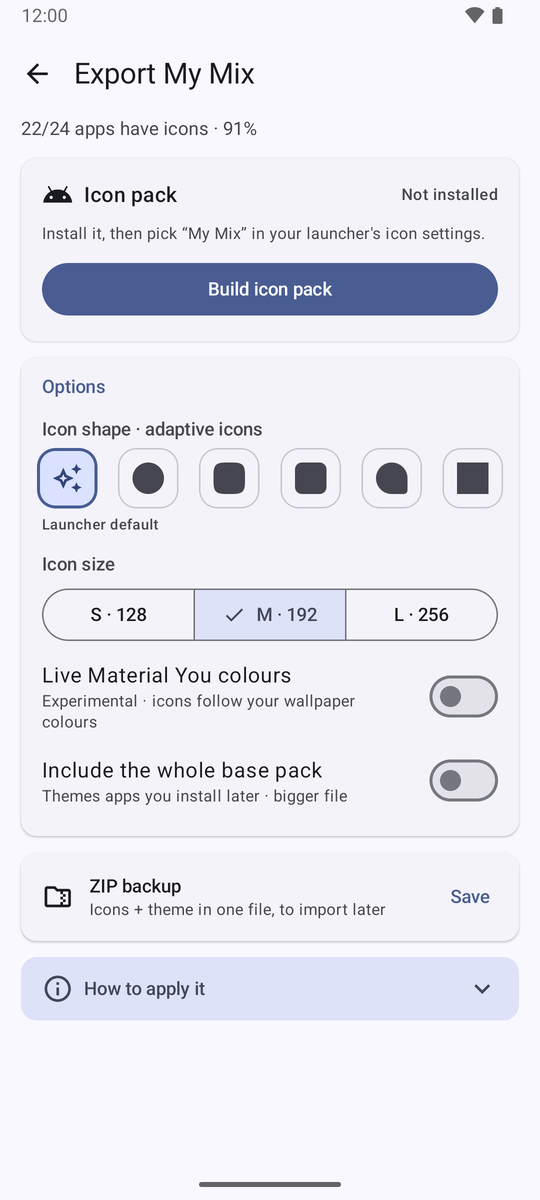 12:00
Export My Mix
22/24 apps have icons · 91%
Icon pack
Not installed
Install it, then pick “My Mix” in your launcher's icon settings.
Build icon pack
Options
Icon shape · adaptive icons
Launcher default
Icon size
S · 128
M · 192
L · 256
Live Material You colours
Experimental · icons follow your wallpaper
colours
Include the whole base pack
Themes apps you install later · bigger file
ZIP backup
Icons + theme in one file, to import later
Save
How to apply it